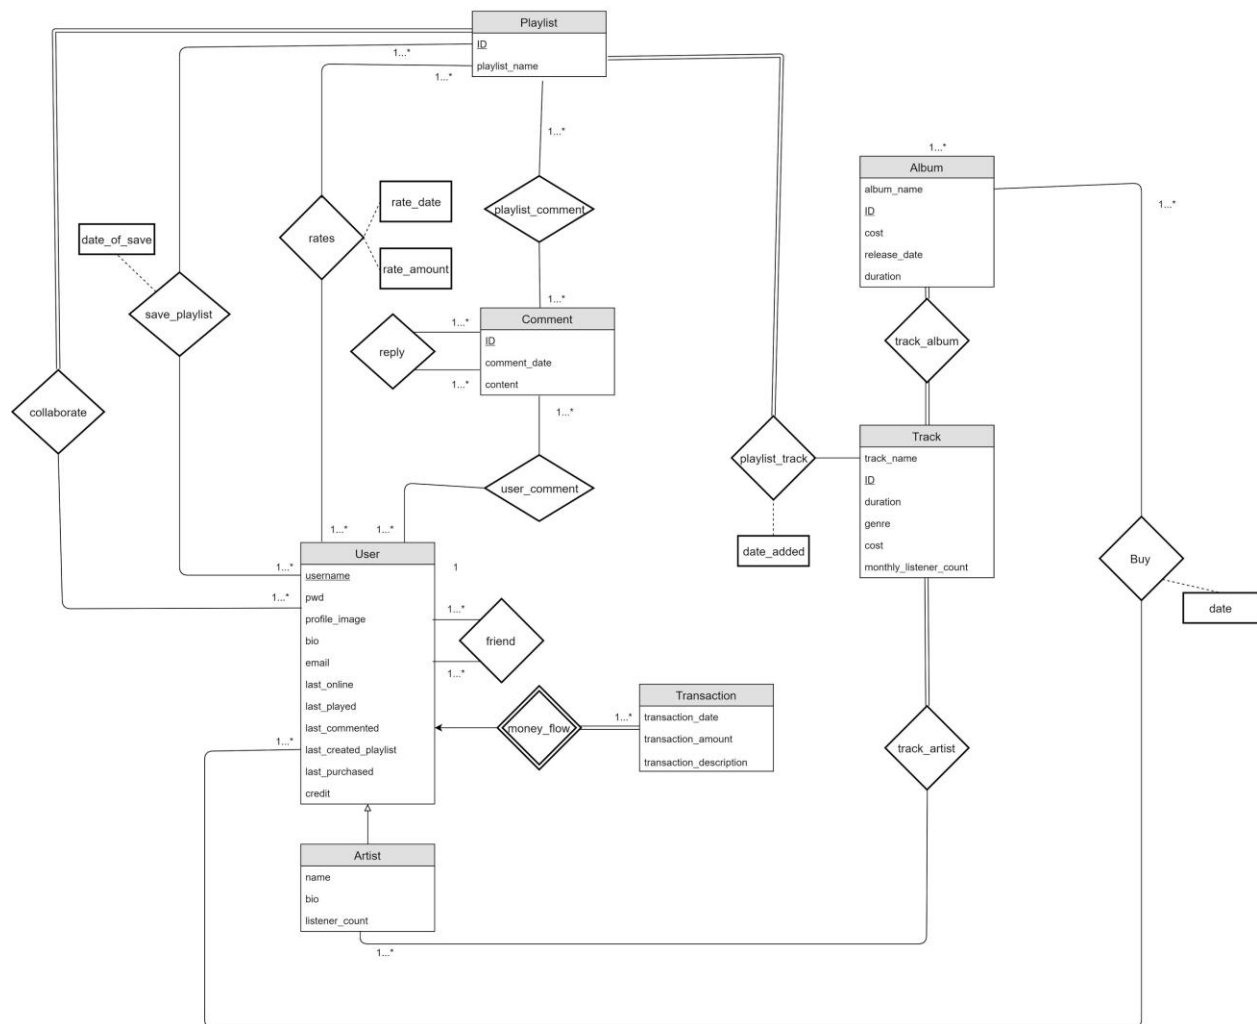 Playlist
ID
playlist_name
1...*
1...*
1...*
1...*
Album
album_name
ID
cost
release_date
duration
1...*
rate_date
rate_amount
rates
playlist_comment
date_of_save
save_playlist
1...*
Comment
ID
comment_date
content
1...*
1...*
reply
1...*
track_album
collaborate
Track
track_name
ID
duration
genre
cost
monthly_listener_count
playlist_track
date_added
user_comment
1...*
1...*
User
username
pwd
profile_image
bio
email
last_online
last_played
last_commented
last_created_playlist
last_purchased
credit
1
1...*
1...*
1...*
1...*
friend
1...*
Buy
date
money_flow
1...*
Transaction
transaction_date
transaction_amount
transaction_description
track_artist
Artist
name
bio
listener_count
1...*